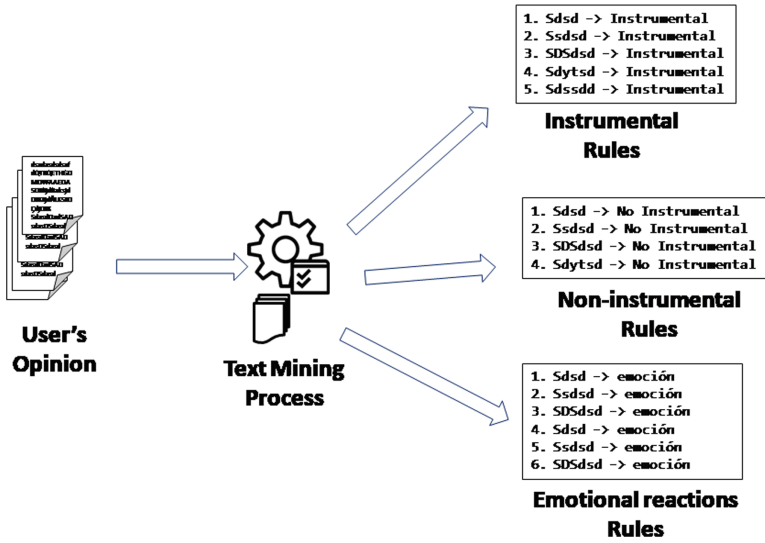 1. Sdsd -> Instrumental
2. Ssdsd -> Instrumental
3. SDSdsd -> Instrumental
4. Sdytsd -> Instrumental
5. Sdssdd -> Instrumental
Instrumental
Rules
User's
Opinion
Text Mining
Process
1. Sdsd -> No Instrumental
2. Ssdsd -> No Instrumental
3. SDSdsd -> No Instrumental
4. Sdytsd -> No Instrumental
Non-instrumental
Rules
1. Sdsd -> emoción
2. Ssdsd -> emoción
3. SDSdsd -> emoción
4. Sdsd -> emoción
5. Ssdsd -> emoción
6. SDSdsd -> emoción
Emotional reactions
Rules